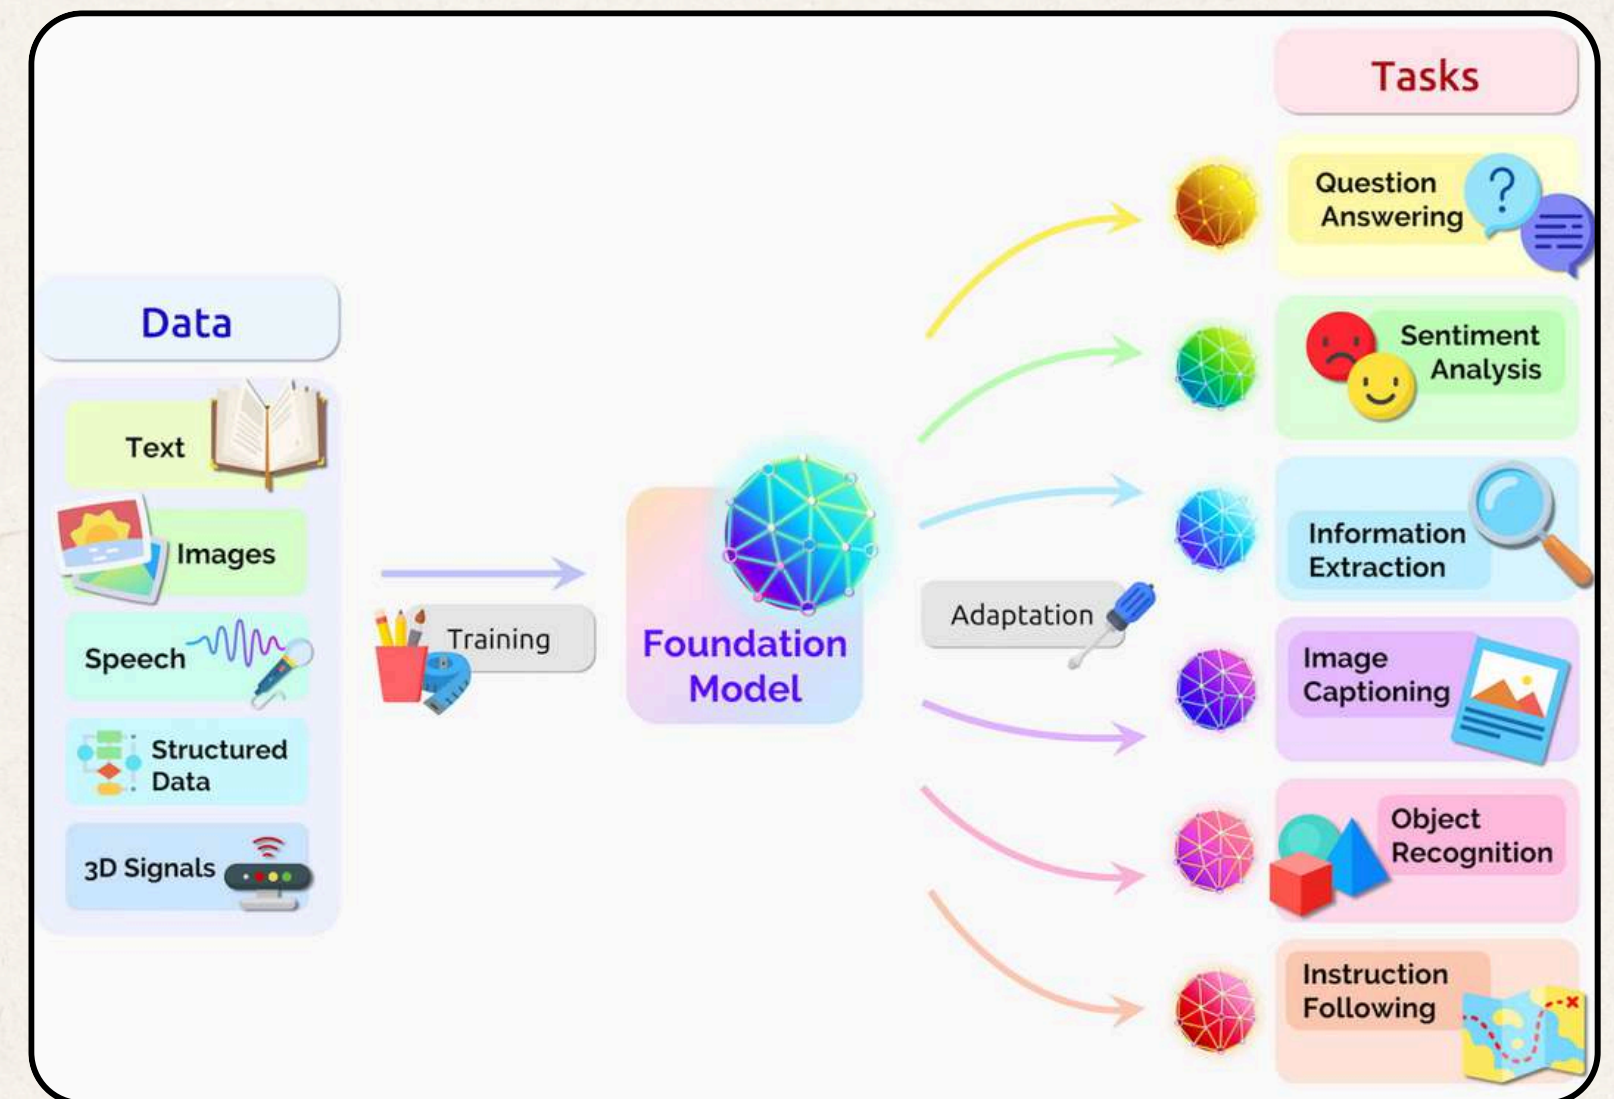 Data
Text
Images
Speech
Structured
Data
3D Signals
Training
Foundation
Model
Adaptation
Tasks
Question
Answering
?
Sentiment
Analysis
Information
Extraction
Image
Captioning
Object
Recognition
Instruction
Following